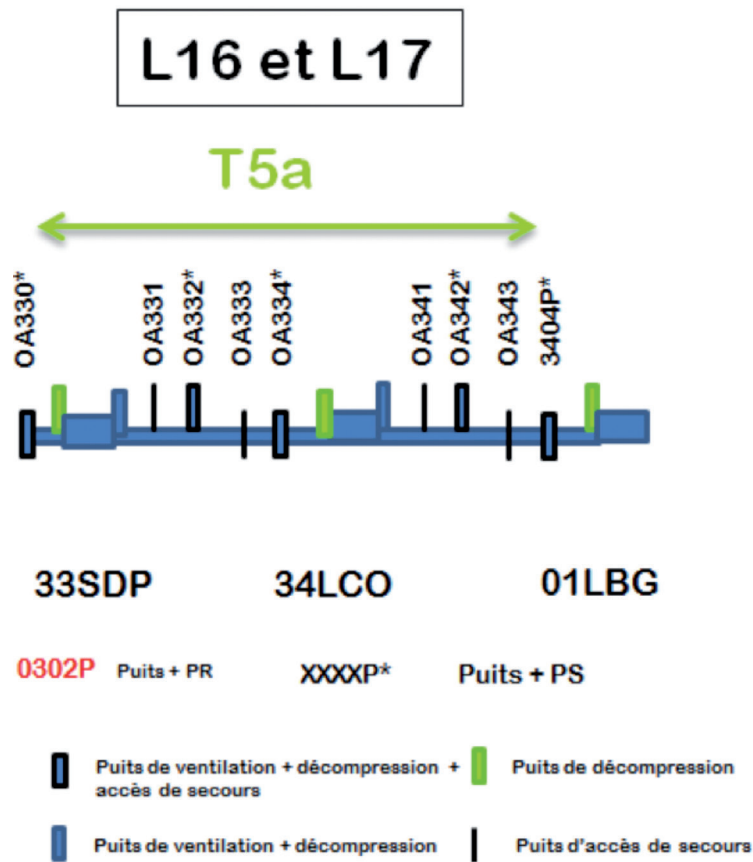 L16 et L17
T5a
OA330*
OA331
OA332*
OA333
OA334*
OA341
OA342*
OA343
3404P*
33SDP 34LCO 01LBG
0302P Puits + PR XXXXP* Puits + PS
Puits de ventilation + décompression +
accès de secours
Puits de décompression
Puits de ventilation + décompression
Puits d'accès de secours